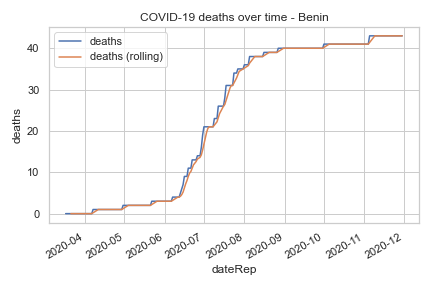 COVID-19 deaths over time - Benin
deaths
deaths (rolling)
40
30
20
10
0
deaths
2020-04
2020-05
2020-06
2020-07
2020-08
2020-09
2020-10
2020-11
2020-12
dateRep